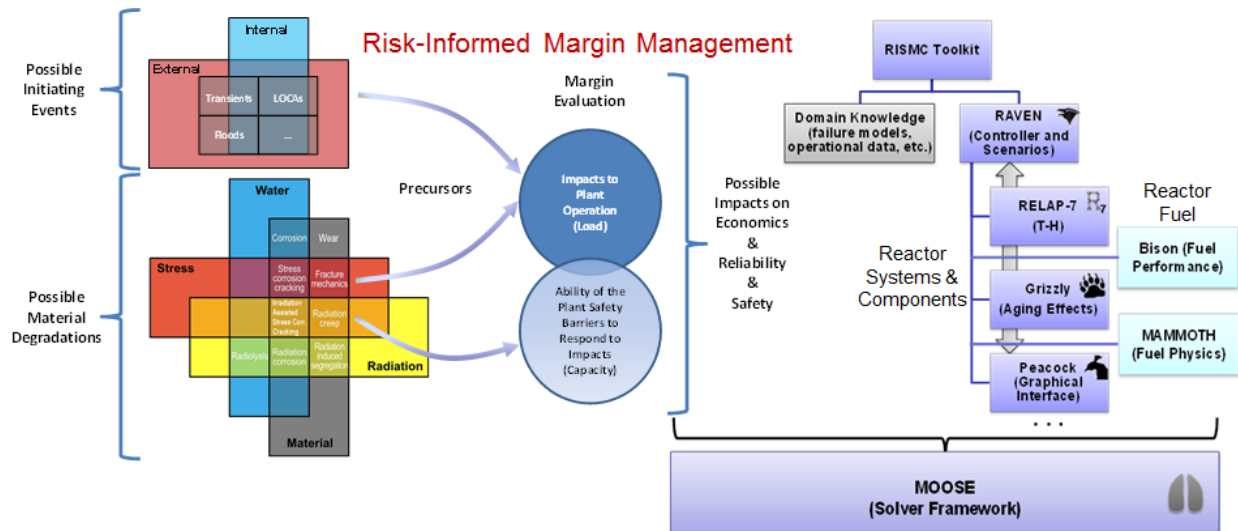 Risk-Informed Margin Management
Possible
Initiating
Events
Internal
External
Transients
LOCAs
Floods
...
Possible
Material
Degradations
Water
Corrosion
Wear
Stress
Stress
corrosion
cracking
Fracture
mechanics
Irradiation
Assisted
Stress Corr.
Cracking
Radiation
creep
Radiolysis
Radiation
corrosion
Radiation
induced
segregation
Radiation
Material
Precursors
Margin
Evaluation
Impacts to
Plant
Operation
(Load)
Ability of the
Plant Safety
Barriers to
Respond to
Impacts
(Capacity)
Possible
Impacts on
Economics
&
Reliability
&
Safety
RISMC Toolkit
Domain Knowledge
(failure models,
operational data, etc.)
RAVEN
(Controller and
Scenarios)
RELAP-7
(T-H)
R7
Reactor
Systems &
Components
Reactor
Fuel
Bison (Fuel
Performance)
Grizzly
(Aging Effects)
MAMMOTH
(Fuel Physics)
Peacock
(Graphical
Interface)
. . .
MOOSE
(Solver Framework)